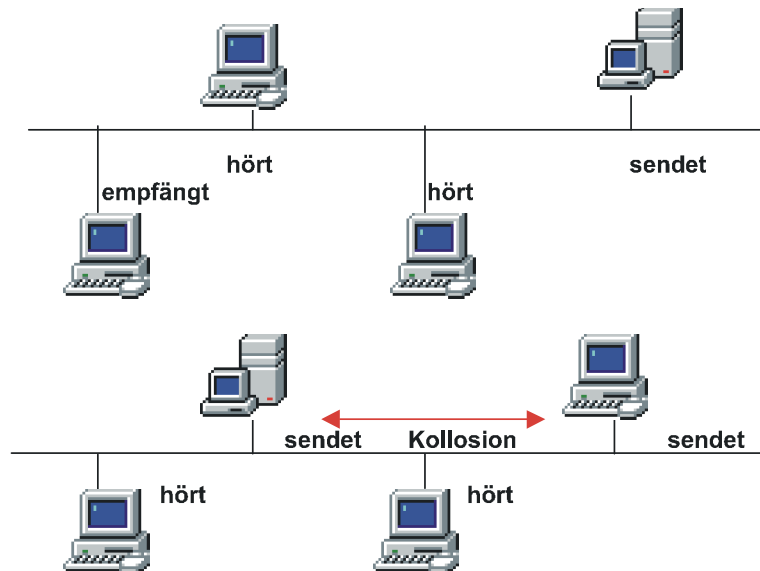 hört
sendet
empfängt
hört
sendet
Kollosion
sendet
hört
hört